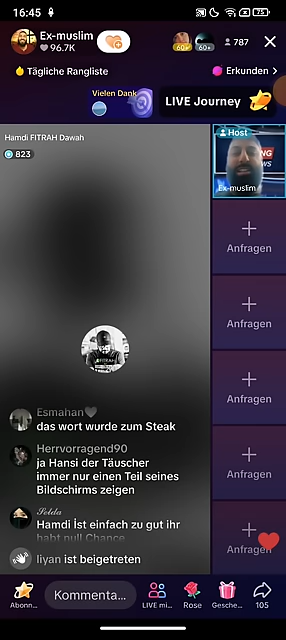 16:45
75
Ex-muslim
96.7K
60
60+
787
Tägliche Rangliste
Erkunden >
Vielen Dank
LIVE Journey
Hamdi FITRAH Dawah
823
Host
Ex-muslim
Anfragen
Anfragen
Anfragen
Anfragen
Anfragen
Esmahan
das wort wurde zum Steak
Herrvorragend90
ja Hansi der Täuscher
immer nur einen Teil seines
Bildschirms zeigen
Selda
Hamdi İst einfach zu gut ihr
habt null Chance
liyan ist beigetreten
Abonn...
Kommenta...
LIVE mi...
Rose
Gesche...
105